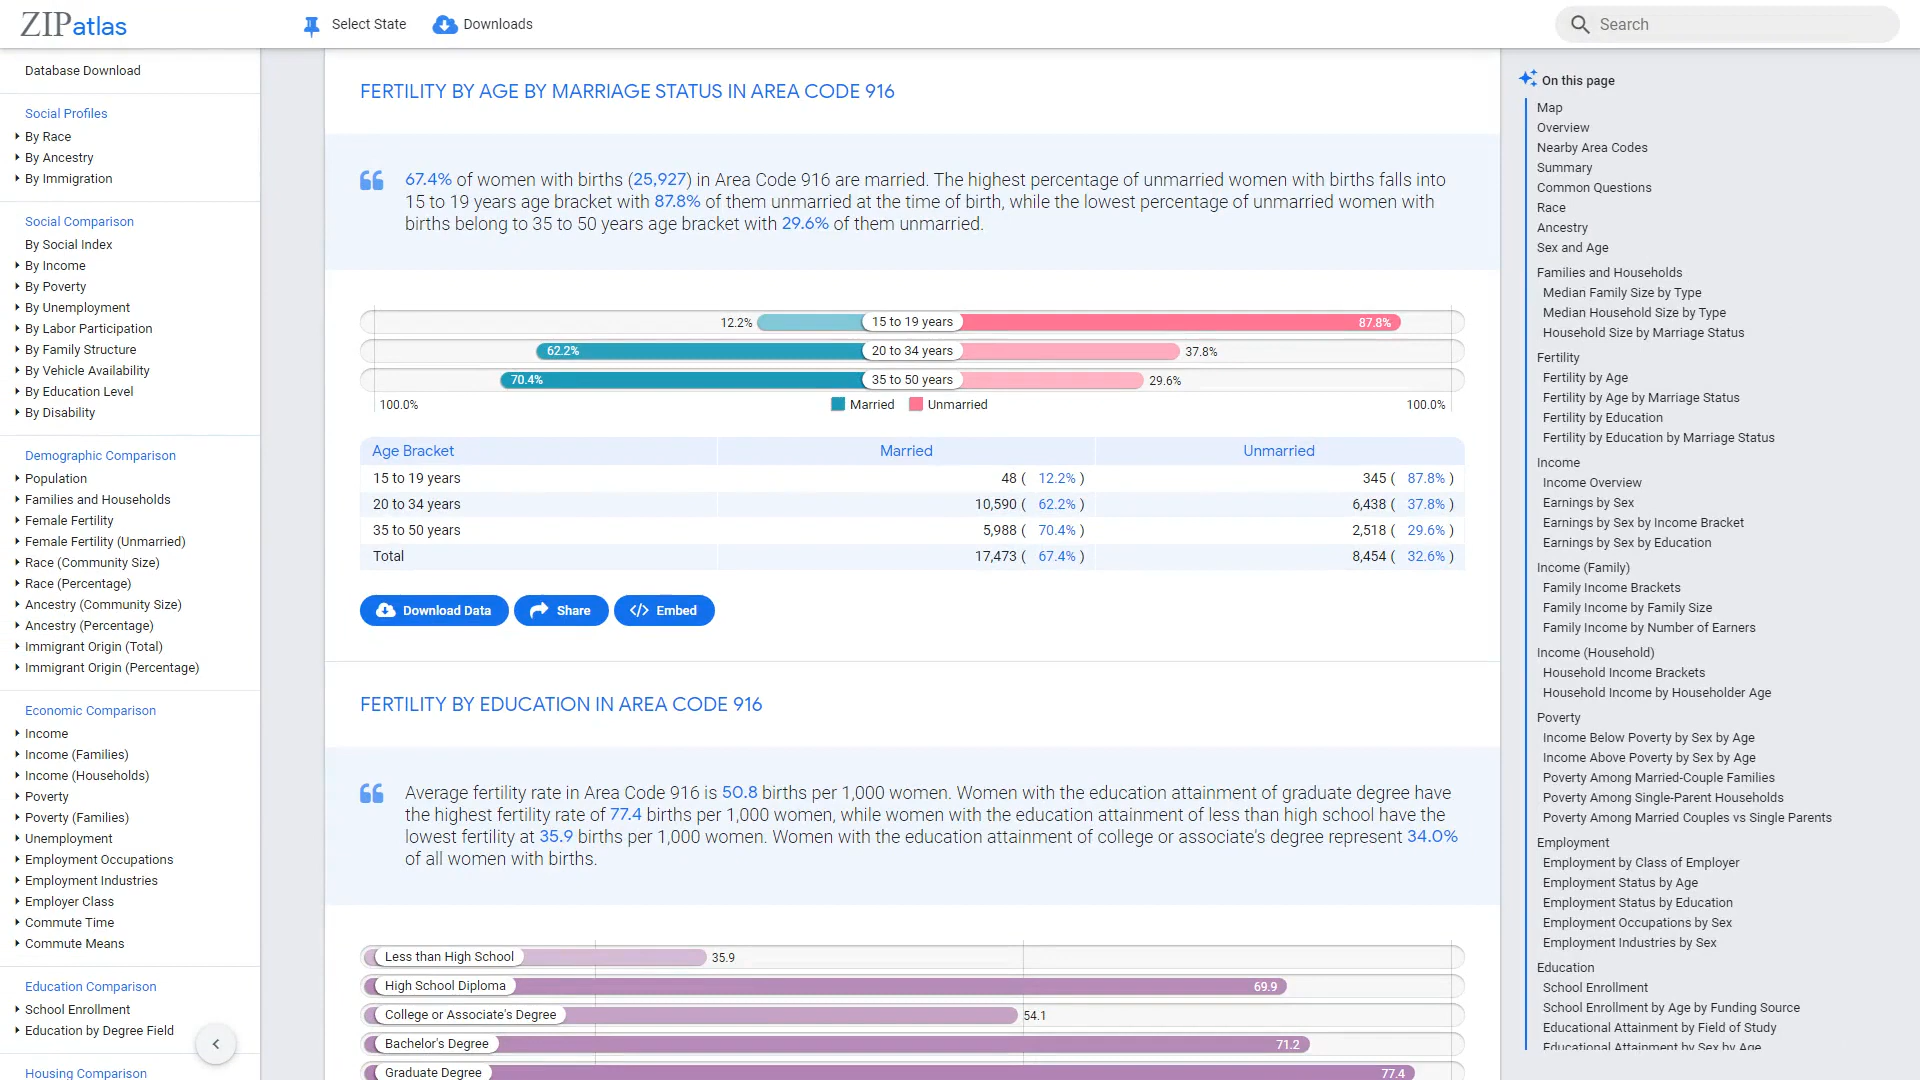 ZIPatlas
Select State
Downloads
Search
Database Download
Social Profiles
By Race
By Ancestry
By Immigration
Social Comparison
By Social Index
By Income
By Poverty
By Unemployment
By Labor Participation
By Family Structure
By Vehicle Availability
By Education Level
By Disability
Demographic Comparison
Population
Families and Households
Female Fertility
Female Fertility (Unmarried)
Race (Community Size)
Race (Percentage)
Ancestry (Community Size)
Ancestry (Percentage)
Immigrant Origin (Total)
Immigrant Origin (Percentage)
Economic Comparison
Income
Income (Families)
Income (Households)
Poverty
Poverty (Families)
Unemployment
Employment Occupations
Employment Industries
Employer Class
Commute Time
Commute Means
Education Comparison
School Enrollment
Education by Degree Field
Housing Comparison
FERTILITY BY AGE BY MARRIAGE STATUS IN AREA CODE 916
67.4% of women with births (25,927) in Area Code 916 are married. The highest percentage of unmarried women with births falls into
15 to 19 years age bracket with 87.8% of them unmarried at the time of birth, while the lowest percentage of unmarried women with
births belong to 35 to 50 years age bracket with 29.6% of them unmarried.
12.2% 15 to 19 years 87.8%
62.2% 20 to 34 years 37.8%
70.4% 35 to 50 years 29.6%
100.0% Married Unmarried 100.0%
Age Bracket Married Unmarried
15 to 19 years 48 ( 12.2% ) 345 ( 87.8% )
20 to 34 years 10,590 ( 62.2% ) 6,438 ( 37.8% )
35 to 50 years 5,988 ( 70.4% ) 2,518 ( 29.6% )
Total 17,473 ( 67.4% ) 8,454 ( 32.6% )
Download Data Share Embed
FERTILITY BY EDUCATION IN AREA CODE 916
Average fertility rate in Area Code 916 is 50.8 births per 1,000 women. Women with the education attainment of graduate degree have
the highest fertility rate of 77.4 births per 1,000 women, while women with the education attainment of less than high school have the
lowest fertility at 35.9 births per 1,000 women. Women with the education attainment of college or associate's degree represent 34.0%
of all women with births.
Less than High School 35.9
High School Diploma 69.9
College or Associate's Degree 54.1
Bachelor's Degree 71.2
Graduate Degree 77.4
On this page
Map
Overview
Nearby Area Codes
Summary
Common Questions
Race
Ancestry
Sex and Age
Families and Households
Median Family Size by Type
Median Household Size by Type
Household Size by Marriage Status
Fertility
Fertility by Age
Fertility by Age by Marriage Status
Fertility by Education
Fertility by Education by Marriage Status
Income
Income Overview
Earnings by Sex
Earnings by Sex by Income Bracket
Earnings by Sex by Education
Income (Family)
Family Income Brackets
Family Income by Family Size
Family Income by Number of Earners
Income (Household)
Household Income Brackets
Household Income by Householder Age
Poverty
Income Below Poverty by Sex by Age
Income Above Poverty by Sex by Age
Poverty Among Married-Couple Families
Poverty Among Single-Parent Households
Poverty Among Married Couples vs Single Parents
Employment
Employment by Class of Employer
Employment Status by Age
Employment Status by Education
Employment Occupations by Sex
Employment Industries by Sex
Education
School Enrollment
School Enrollment by Age by Funding Source
Educational Attainment by Field of Study
Educational Attainment by Sex by Age